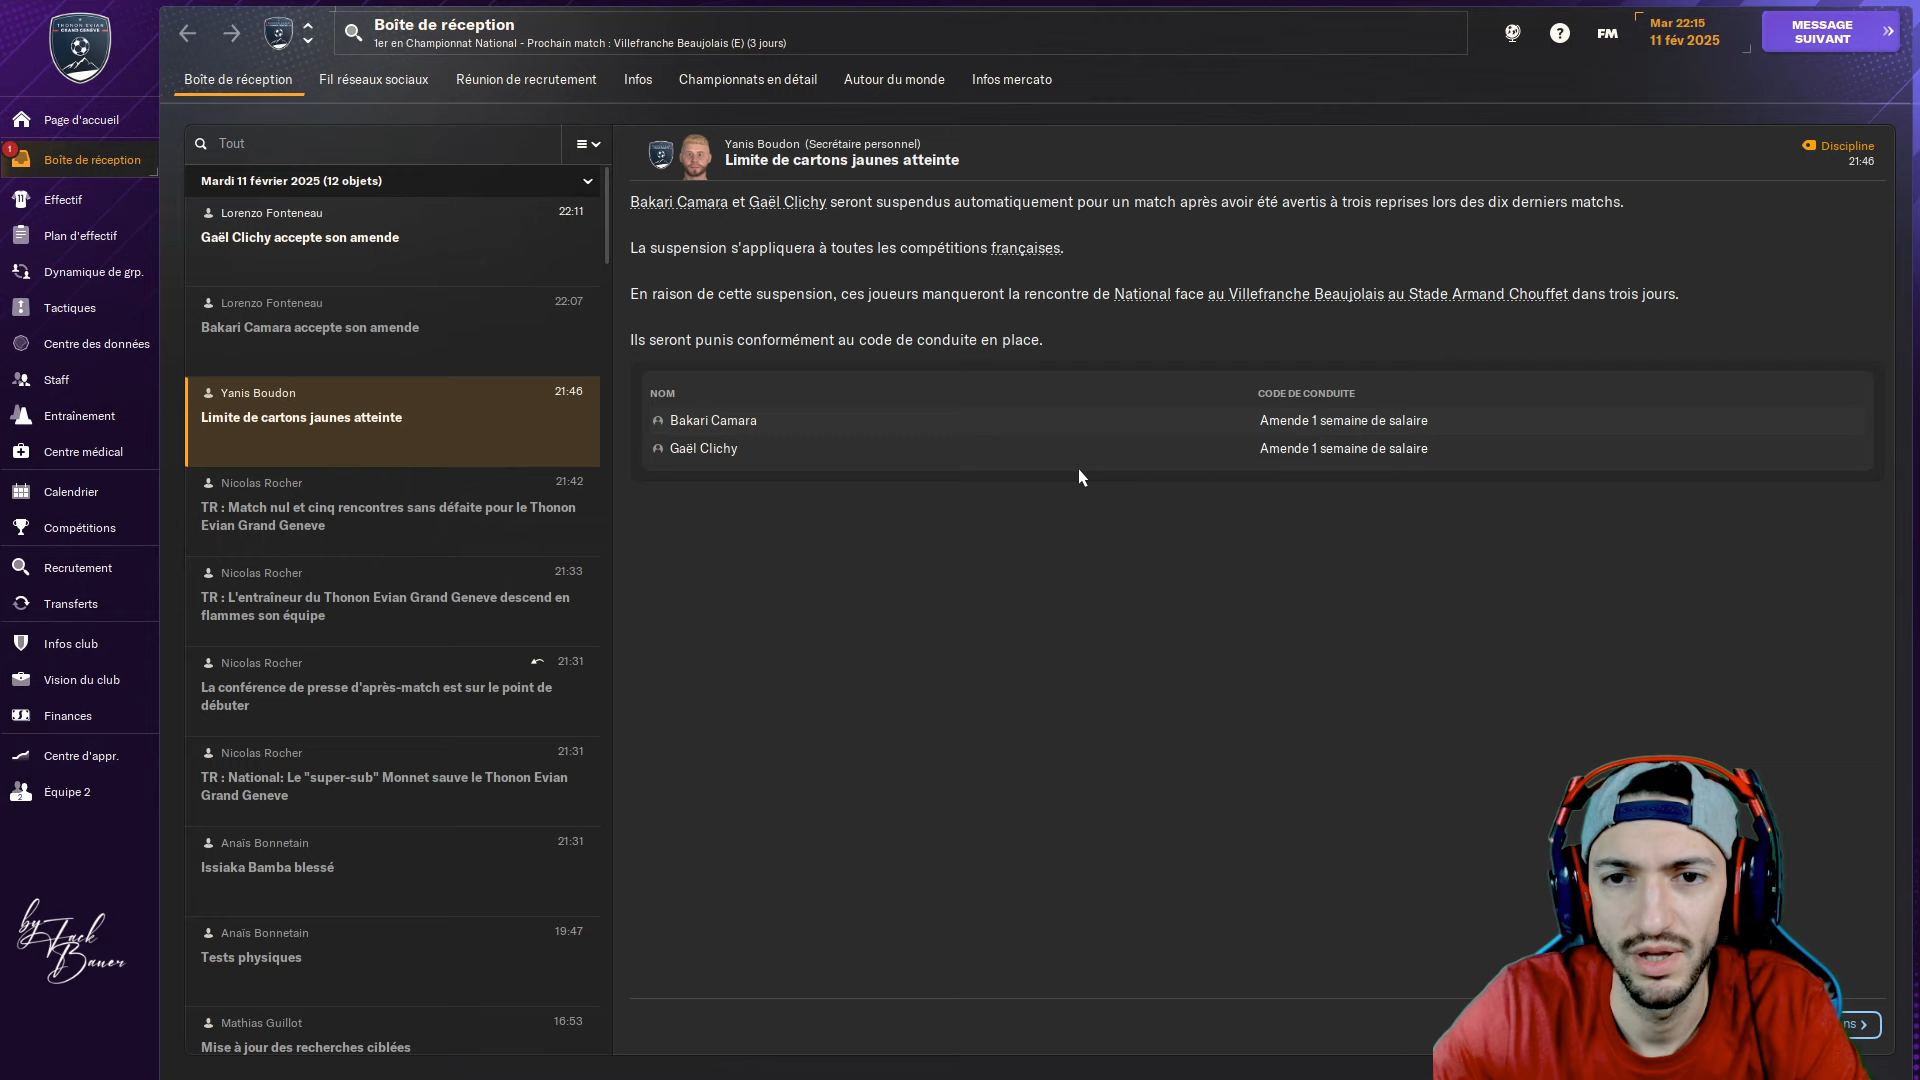 THONON EVIAN
GRAND GENÈVE
Boîte de réception
1er en Championnat National - Prochain match : Villefranche Beaujolais (E) (3 jours)
FM
Mar 22:15
11 fév 2025
MESSAGE
SUIVANT
Boîte de réception
Fil réseaux sociaux
Réunion de recrutement
Infos
Championnats en détail
Autour du monde
Infos mercato
Page d'accueil
1
Boîte de réception
Effectif
Plan d'effectif
Dynamique de grp.
Tactiques
Centre des données
Staff
Entraînement
Centre médical
Calendrier
Compétitions
Recrutement
Transferts
Infos club
Vision du club
Finances
Centre d'appr.
2
Équipe 2
by Jack
Bauer
Tout
Mardi 11 février 2025 (12 objets)
Lorenzo Fonteneau
22:11
Gaël Clichy accepte son amende
Lorenzo Fonteneau
22:07
Bakari Camara accepte son amende
Yanis Boudon
21:46
Limite de cartons jaunes atteinte
Nicolas Rocher
21:42
TR : Match nul et cinq rencontres sans défaite pour le Thonon
Evian Grand Geneve
Nicolas Rocher
21:33
TR : L'entraîneur du Thonon Evian Grand Geneve descend en
flammes son équipe
Nicolas Rocher
21:31
La conférence de presse d'après-match est sur le point de
débuter
Nicolas Rocher
21:31
TR : National: Le "super-sub" Monnet sauve le Thonon Evian
Grand Geneve
Anaïs Bonnetain
21:31
Issiaka Bamba blessé
Anaïs Bonnetain
19:47
Tests physiques
Mathias Guillot
16:53
Mise à jour des recherches ciblées
Yanis Boudon (Secrétaire personnel)
Limite de cartons jaunes atteinte
Discipline
21:46
Bakari Camara et Gaël Clichy seront suspendus automatiquement pour un match après avoir été avertis à trois reprises lors des dix derniers matchs.
La suspension s'appliquera à toutes les compétitions françaises.
En raison de cette suspension, ces joueurs manqueront la rencontre de National face au Villefranche Beaujolais au Stade Armand Chouffet dans trois jours.
Ils seront punis conformément au code de conduite en place.
NOM
CODE DE CONDUITE
Bakari Camara
Amende 1 semaine de salaire
Gaël Clichy
Amende 1 semaine de salaire